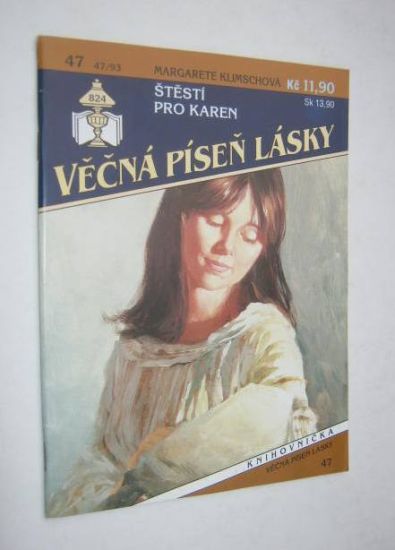 47 47/93
MARGARETE KLIMSCHOVÁ
Kč 11,90
Sk 13,90
824
ŠTĚSTÍ
PRO KAREN
VĚČNÁ PÍSEŇ LÁSKY
KNIHOVNIČKA
VĚČNÁ PÍSEŇ LÁSKY
47